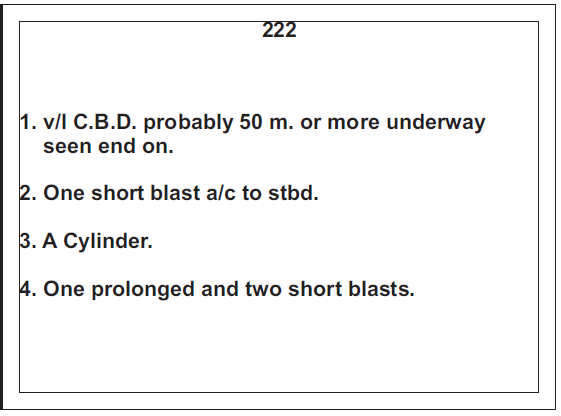 222
1. v/l C.B.D. probably 50 m. or more underway
seen end on.
2. One short blast a/c to stbd.
3. A Cylinder.
4. One prolonged and two short blasts.